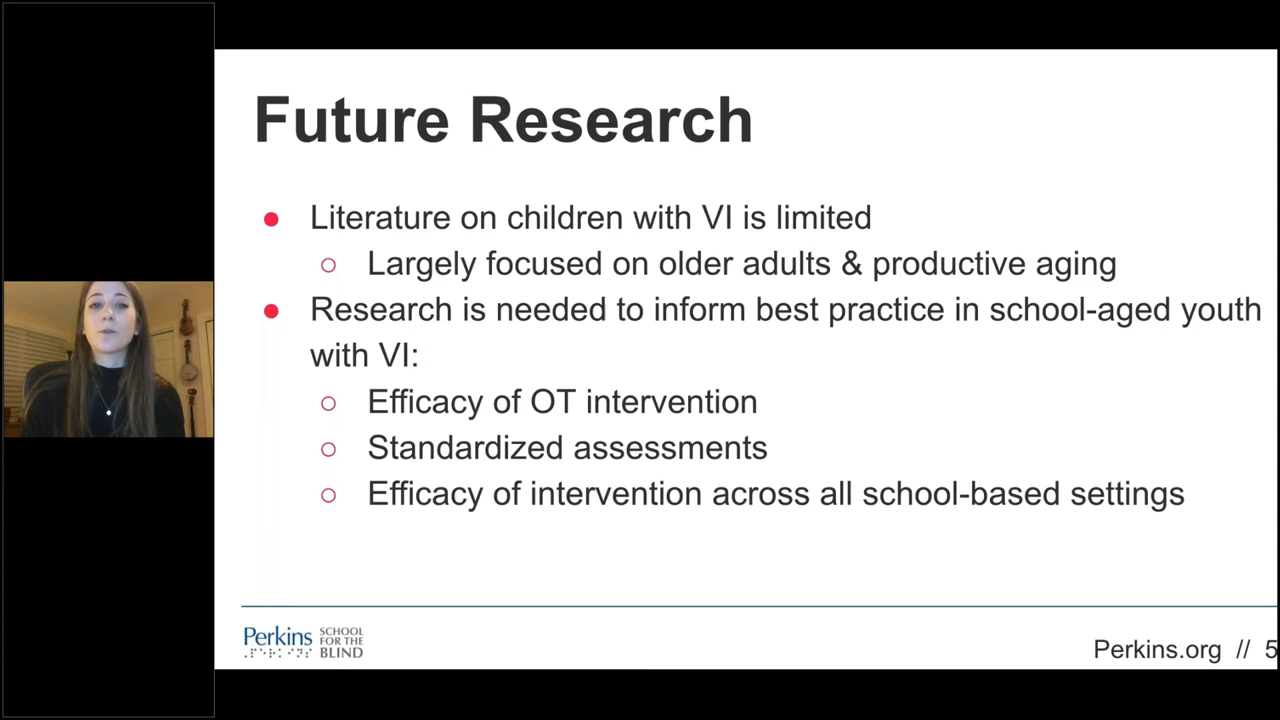 Future Research
● Literature on children with VI is limited
○ Largely focused on older adults & productive aging
● Research is needed to inform best practice in school-aged youth
with VI:
○ Efficacy of OT intervention
○ Standardized assessments
○ Efficacy of intervention across all school-based settings
Perkins SCHOOL
FOR THE
BLIND
Perkins.org // 5